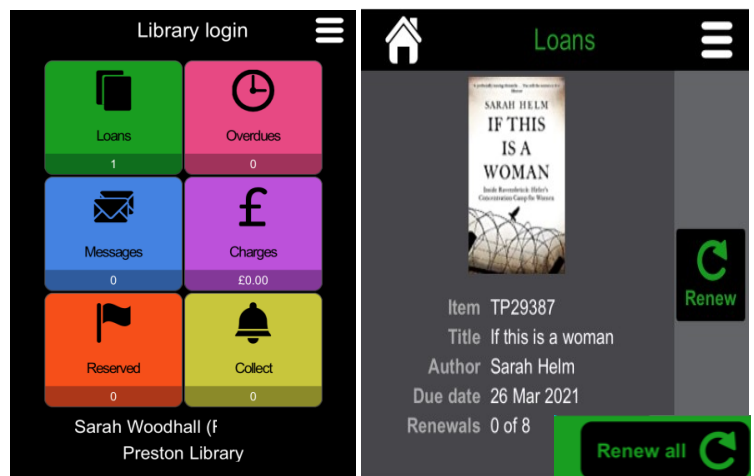 Library login
Loans
1
Overdues
0
Messages
0
£
Charges
£0.00
Reserved
0
Collect
0
Sarah Woodhall (F
Preston Library
Loans
SARAH HELM
IF THIS
IS A
WOMAN
Inside Ravensbrück: Hitler's
Concentration Camp for Women
Renew
Item TP29387
Title If this is a woman
Author Sarah Helm
Due date 26 Mar 2021
Renewals 0 of 8
Renew all